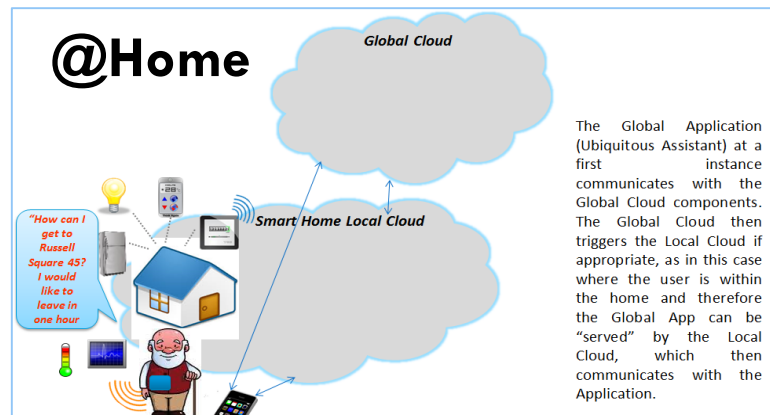 @Home
Global Cloud
Smart Home Local Cloud
"How can I
get to
Russell
Square 45?
I would
like to
leave in
one hour
The Global Application
(Ubiquitous Assistant) at a
first instance
communicates with the
Global Cloud components.
The Global Cloud then
triggers the Local Cloud if
appropriate, as in this case
where the user is within
the home and therefore
the Global App can be
“served” by the Local
Cloud, which then
communicates with the
Application.